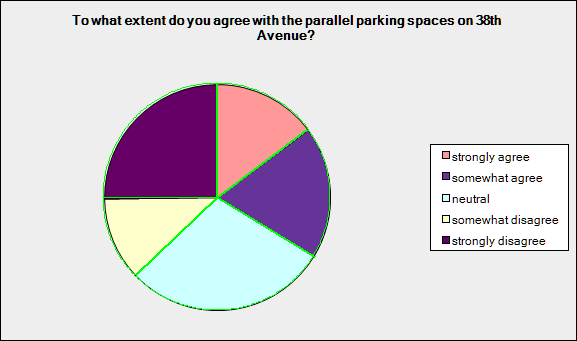 To what extent do you agree with the parallel parking spaces on 38th
Avenue?
strongly agree
somewhat agree
neutral
somewhat disagree
strongly disagree